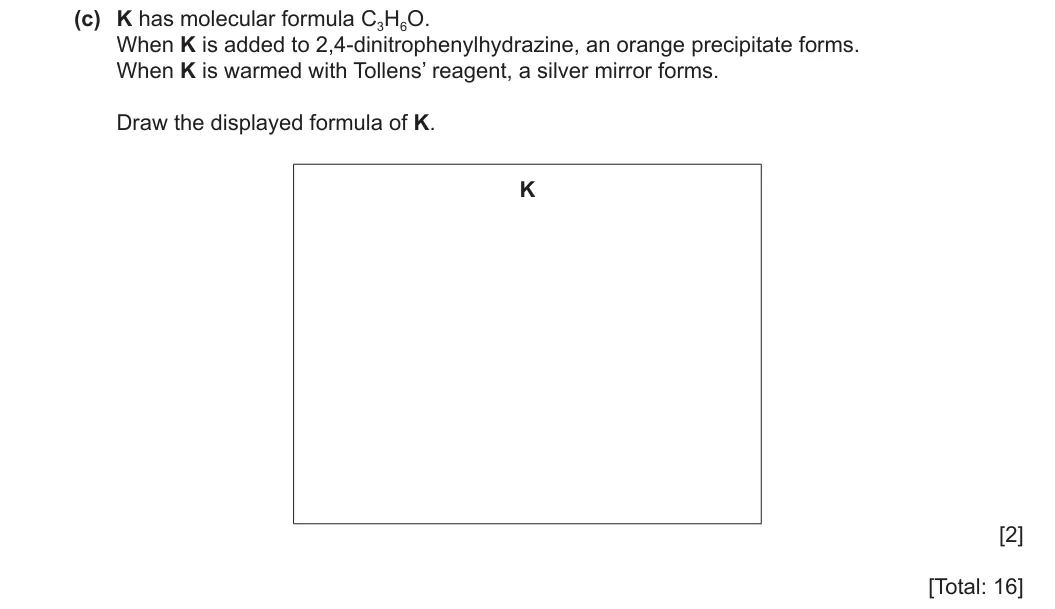 (c) K has molecular formula C₃H₆O.
When K is added to 2,4-dinitrophenylhydrazine, an orange precipitate forms.
When K is warmed with Tollens’ reagent, a silver mirror forms.
Draw the displayed formula of K.
K
[2]
[Total: 16]